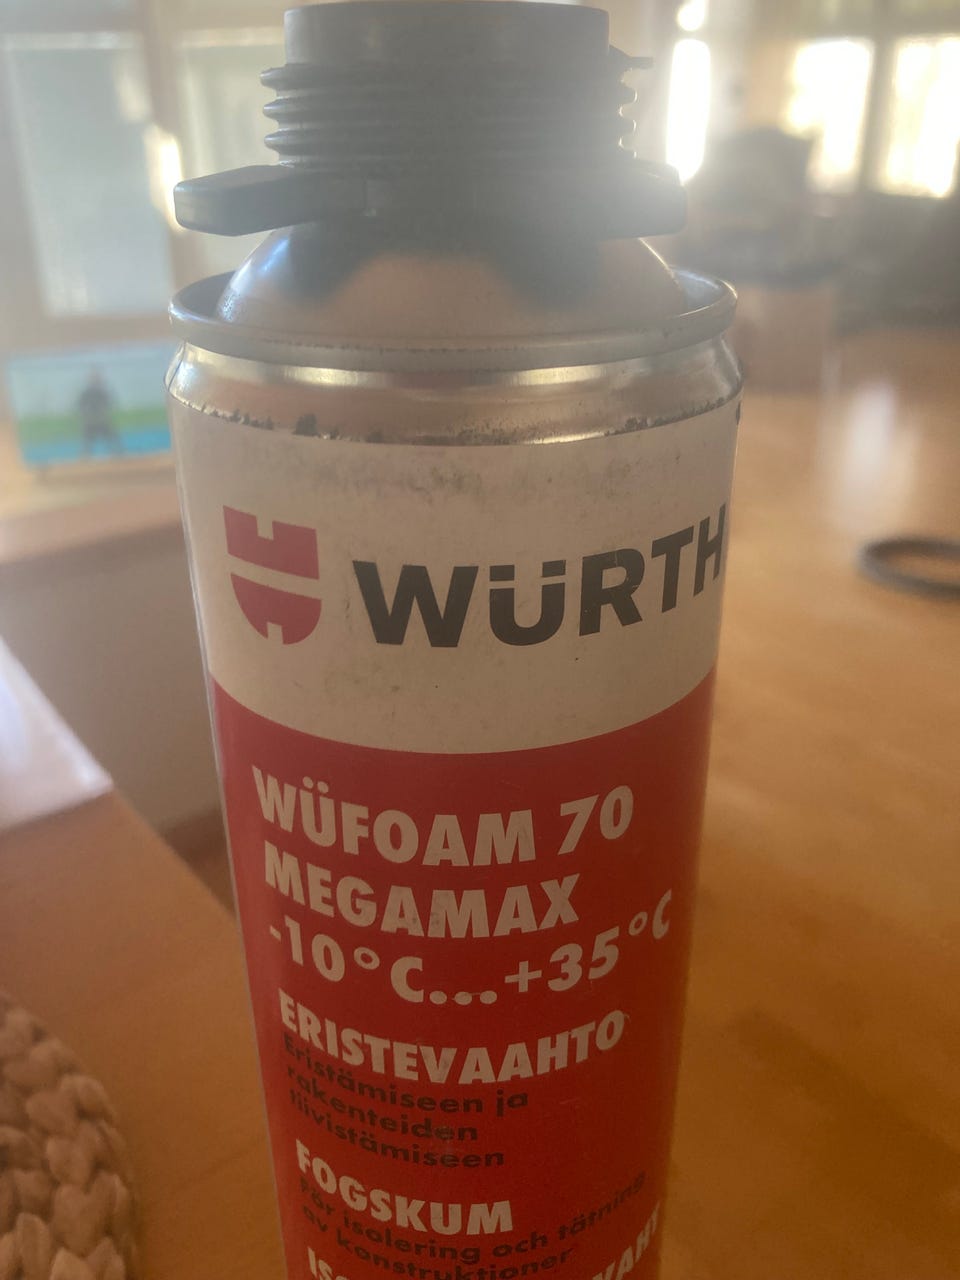 WÜRTH
WÜFOAM 70
MEGAMAX
-10°C...+35°C
ERISTEVAAHTO
Eristämiseen ja
rakenteiden
tiivistämiseen
FOGSKUM
För isolering och tätning
av konstruktioner